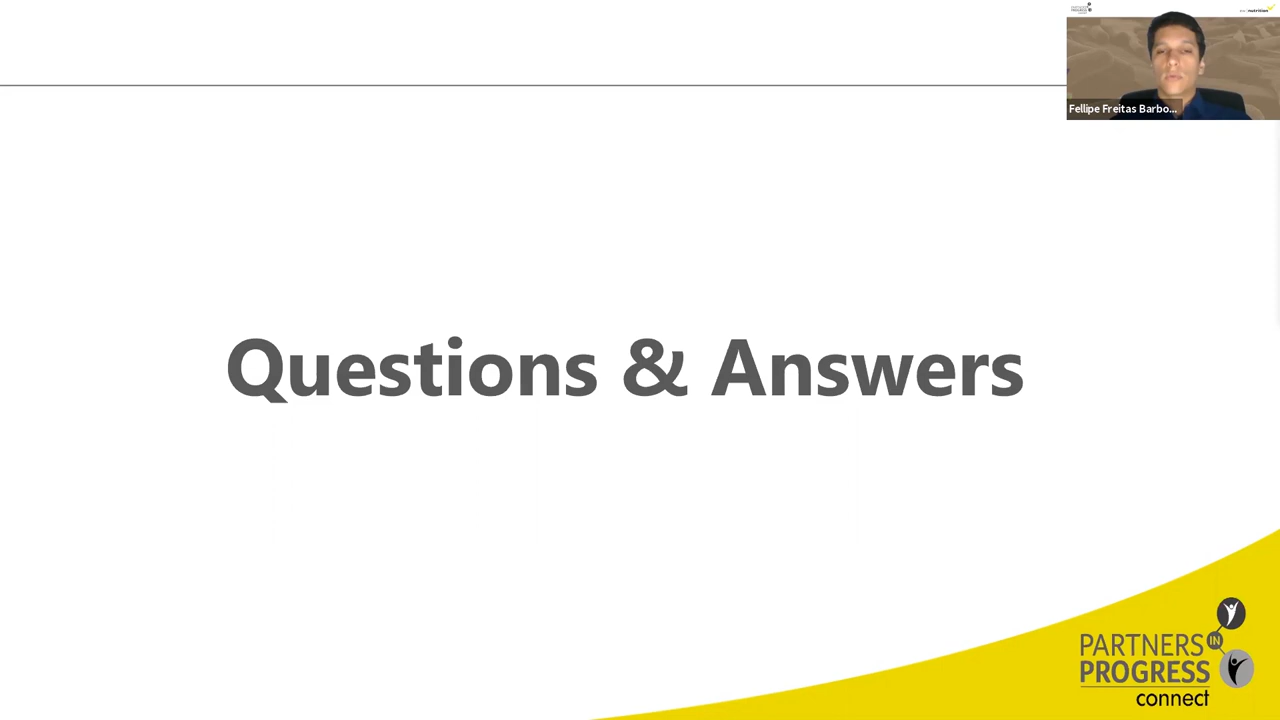 Fellipe Freitas Barbo...
Questions & Answers
PARTNERS
IN
PROGRESS
connect